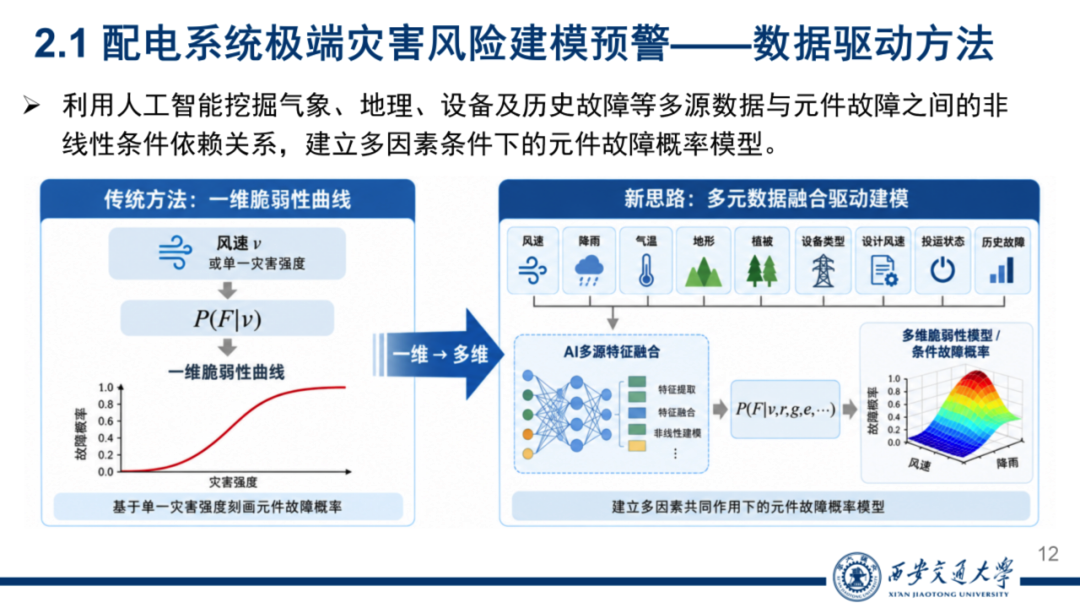 2.1 配电系统极端灾害风险建模预警——数据驱动方法
➢ 利用人工智能挖掘气象、地理、设备及历史故障等多源数据与元件故障之间的非
线性条件依赖关系，建立多因素条件下的元件故障概率模型。
传统方法：一维脆弱性曲线
风速 v
或单一灾害强度
P(F|v)
一维脆弱性曲线
故障概率
1.0
0.8
0.6
0.4
0.2
0.0
灾害强度
基于单一灾害强度刻画元件故障概率
一维→多维
新思路：多元数据融合驱动建模
风速 降雨 气温 地形 植被 设备类型 设计风速 投运状态 历史故障
AI多源特征融合
特征提取
特征融合
非线性建模
⋮
P(F|v,r,g,e,⋯)
多维脆弱性模型/
条件故障概率
故障概率
1.0
0.8
0.6
0.4
0.2
0.0
风速
降雨
建立多因素共同作用下的元件故障概率模型
12
西安交通大学
XI'AN JIAOTONG UNIVERSITY